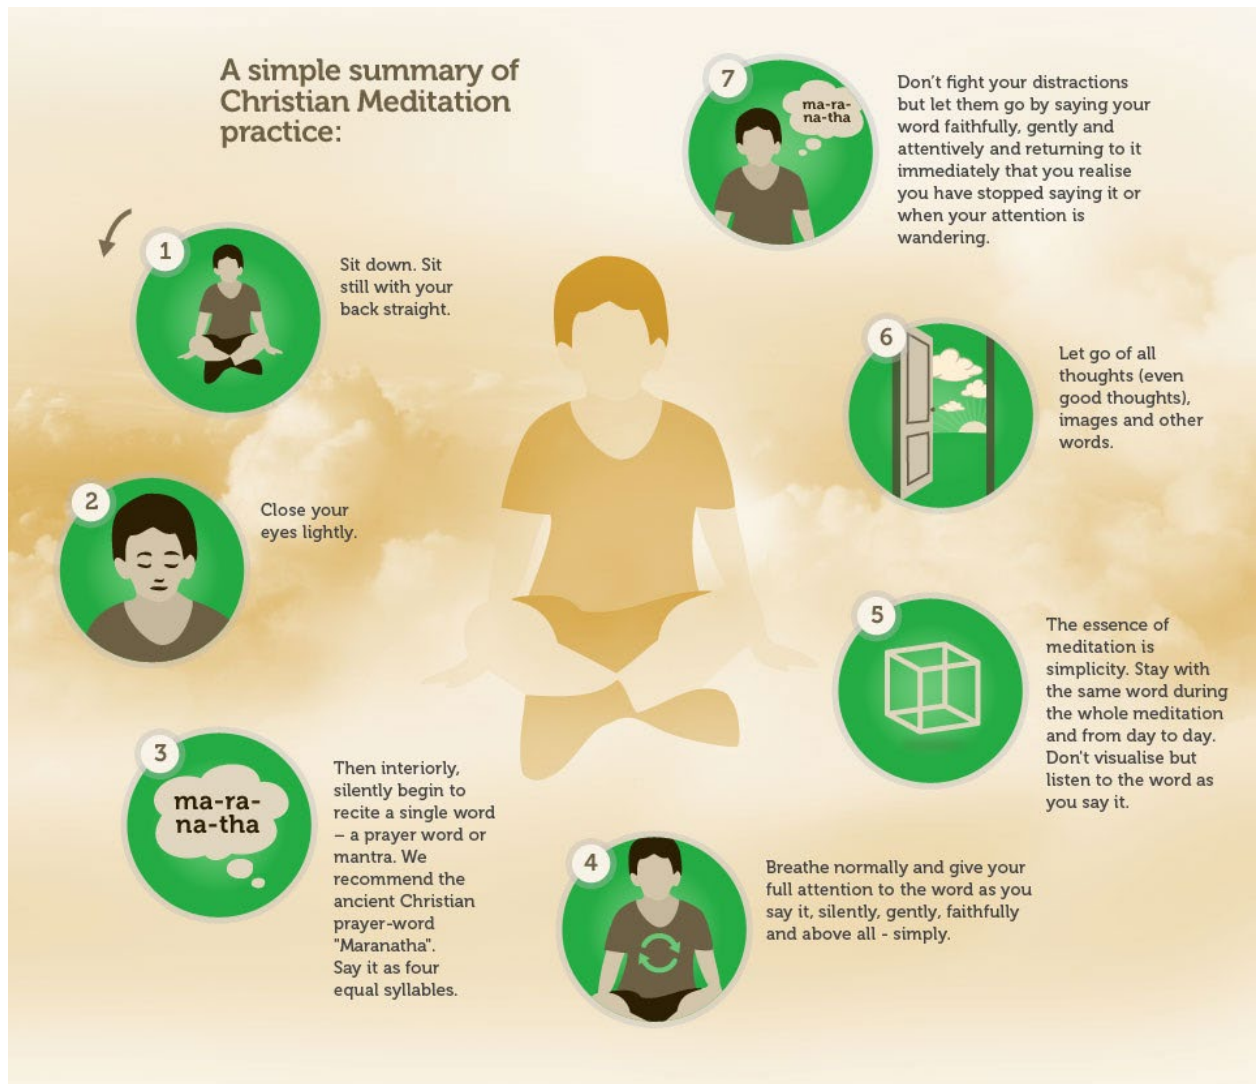 A simple summary of
Christian Meditation
practice:
1
Sit down. Sit
still with your
back straight.
2
Close your
eyes lightly.
3
ma-ra-
na-tha
Then interiorly,
silently begin to
recite a single word
– a prayer word or
mantra. We
recommend the
ancient Christian
prayer-word
"Maranatha".
Say it as four
equal syllables.
4
Breathe normally and give your
full attention to the word as you
say it, silently, gently, faithfully
and above all - simply.
5
The essence of
meditation is
simplicity. Stay with
the same word during
the whole meditation
and from day to day.
Don't visualise but
listen to the word as
you say it.
6
Let go of all
thoughts (even
good thoughts),
images and other
words.
7
ma-ra-
na-tha
Don’t fight your distractions
but let them go by saying your
word faithfully, gently and
attentively and returning to it
immediately that you realise
you have stopped saying it or
when your attention is
wandering.